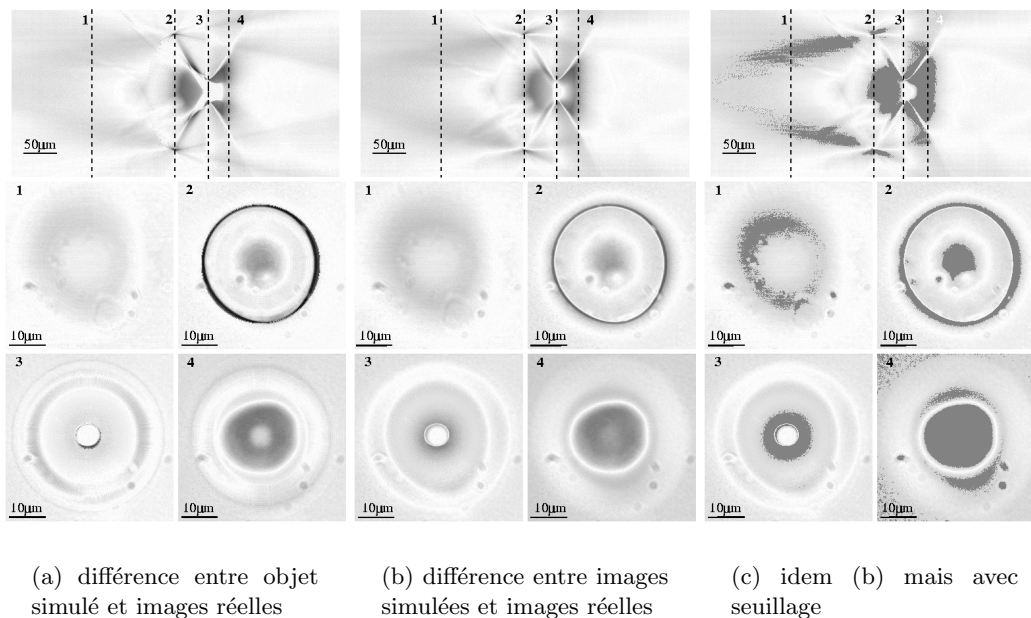 1 2 3 4
50μm
1 2 3 4
50μm
1 2 3 4
50μm
1
10μm
2
10μm
1
10μm
2
10μm
1
10μm
2
10μm
3
10μm
4
10μm
3
10μm
4
10μm
3
10μm
4
10μm
(a) différence entre objet
simulé et images réelles
(b) différence entre images
simulées et images réelles
(c) idem (b) mais avec
seuillage